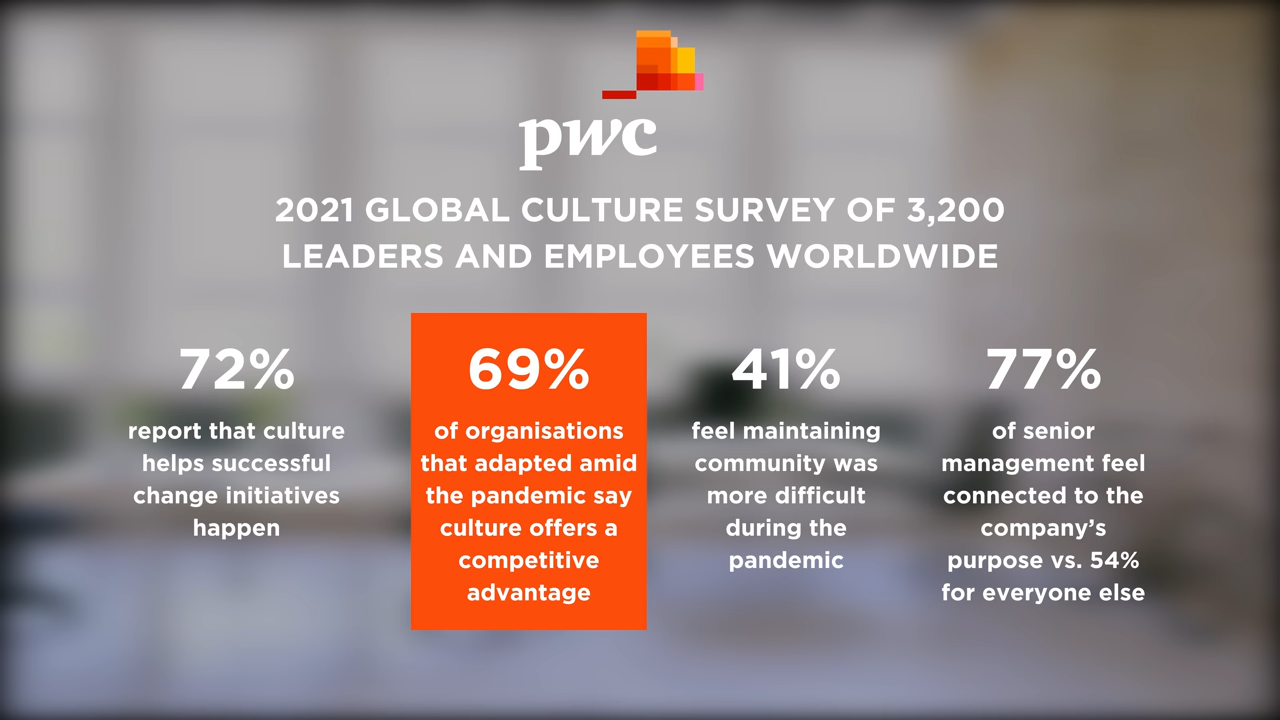 pwc
2021 GLOBAL CULTURE SURVEY OF 3,200
LEADERS AND EMPLOYEES WORLDWIDE
72%
report that culture
helps successful
change initiatives
happen
69%
of organisations
that adapted amid
the pandemic say
culture offers a
competitive
advantage
41%
feel maintaining
community was
more difficult
during the
pandemic
77%
of senior
management feel
connected to the
company’s
purpose vs. 54%
for everyone else